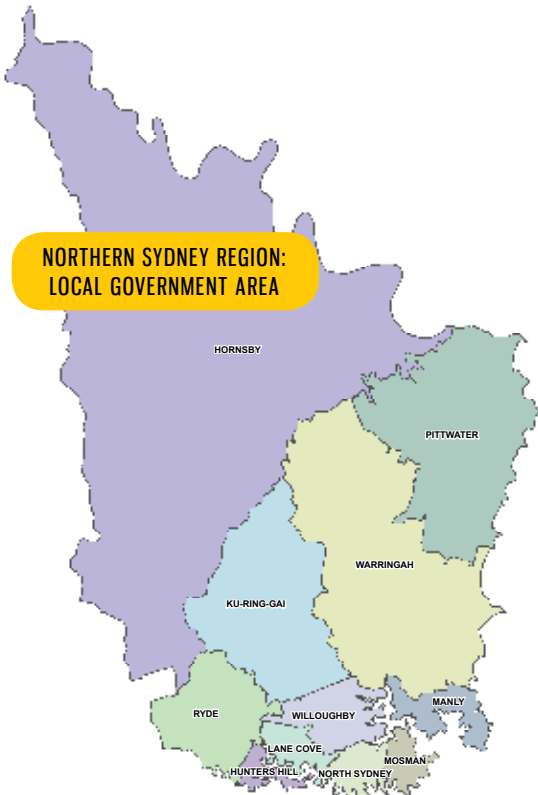 NORTHERN SYDNEY REGION:
LOCAL GOVERNMENT AREA
HORNSBY
PITTWATER
WARRINGAH
KU-RING-GAI
MANLY
RYDE
WILLOUGHBY
LANE COVE
MOSMAN
HUNTERS HILL
NORTH SYDNEY